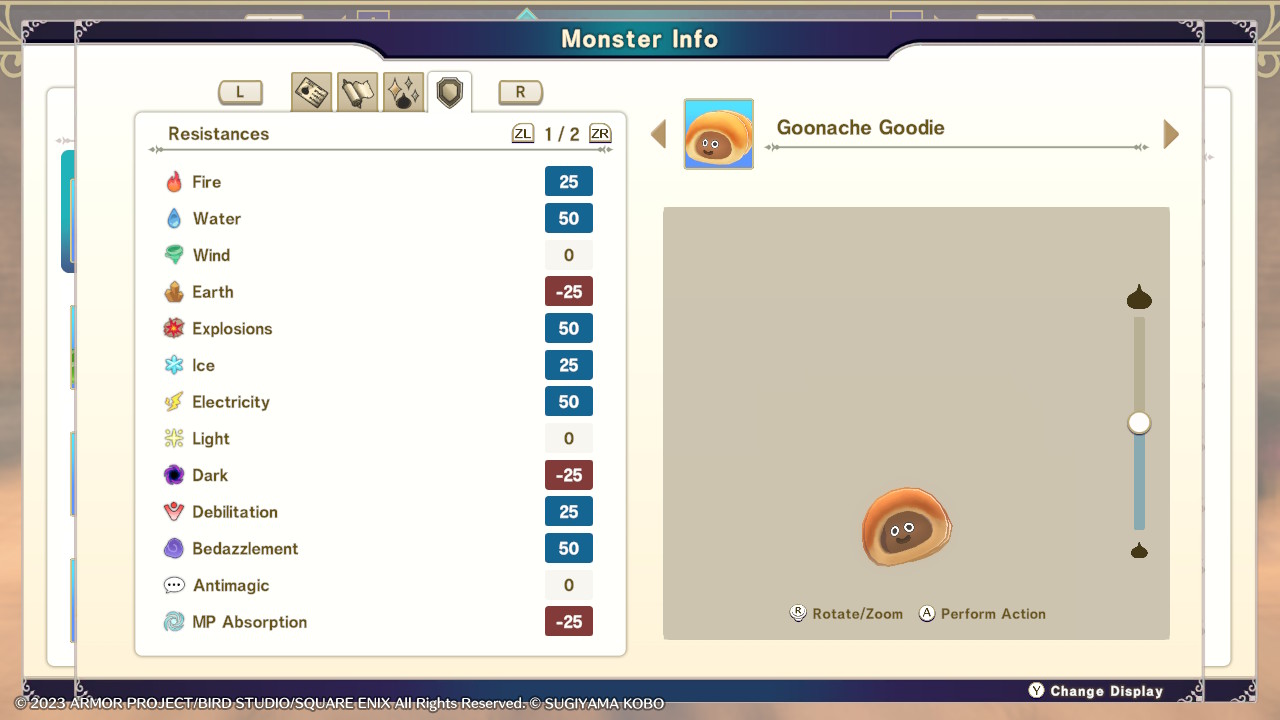 Monster Info
L
R
Resistances
ZL 1 / 2 ZR
Fire 25
Water 50
Wind 0
Earth -25
Explosions 50
Ice 25
Electricity 50
Light 0
Dark -25
Debilitation 25
Bedazzlement 50
Antimagic 0
MP Absorption -25
Goonache Goodie
R Rotate/Zoom A Perform Action
Y Change Display
© 2023 ARMOR PROJECT/BIRD STUDIO/SQUARE ENIX All Rights Reserved. © SUGIYAMA KOBO